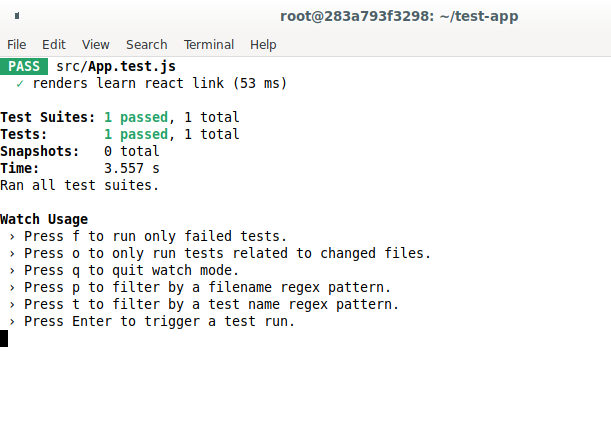 root@283a793f3298: ~/test-app
File Edit View Search Terminal Help
PASS src/App.test.js
✓ renders learn react link (53 ms)
Test Suites: 1 passed, 1 total
Tests: 1 passed, 1 total
Snapshots: 0 total
Time: 3.557 s
Ran all test suites.
Watch Usage
› Press f to run only failed tests.
› Press o to only run tests related to changed files.
› Press q to quit watch mode.
› Press p to filter by a filename regex pattern.
› Press t to filter by a test name regex pattern.
› Press Enter to trigger a test run.